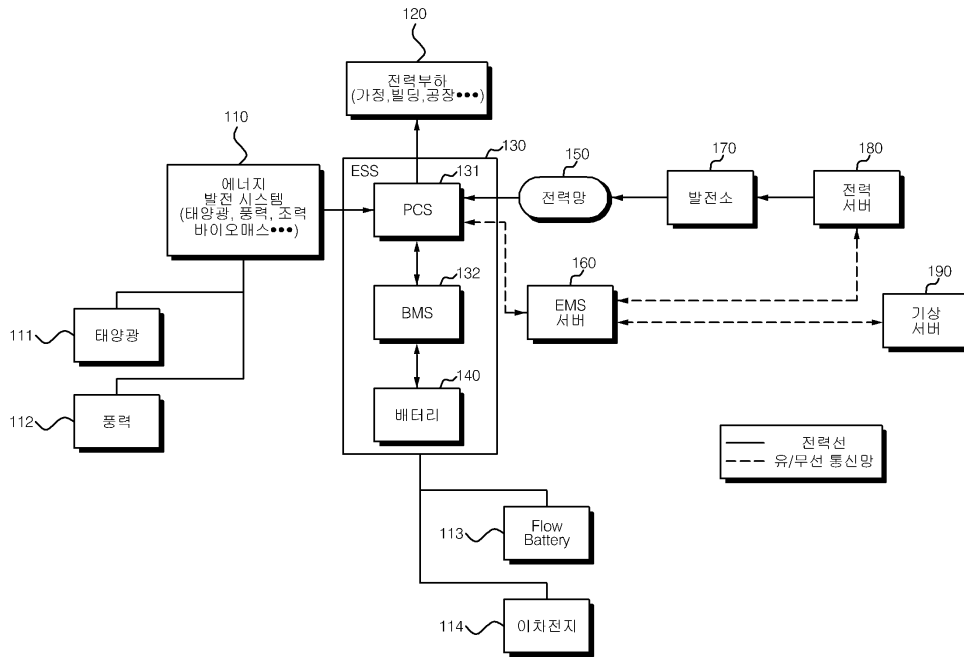 120
전력부하
(가정,빌딩,공장•••)
110
에너지
발전 시스템
(태양광, 풍력, 조력
바이오매스•••)
130
ESS
131
PCS
150
전력망
170
발전소
180
전력
서버
132
BMS
160
EMS
서버
190
기상
서버
111
태양광
140
배터리
112
풍력
전력선
유/무선 통신망
113
Flow
Battery
114
이차전지